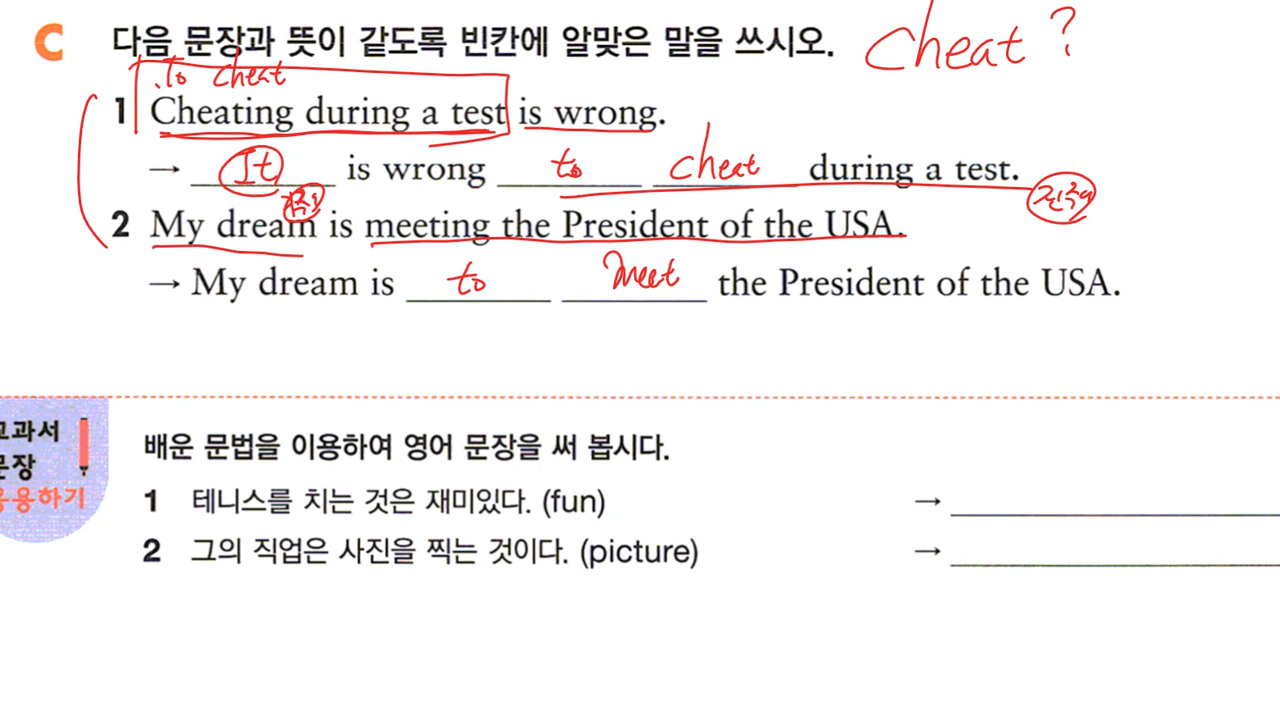 C 다음 문장과 뜻이 같도록 빈칸에 알맞은 말을 쓰시오. cheat?
To cheat
1 Cheating during a test is wrong.
→ It is wrong to cheat during a test.
가주어 진주어
2 My dream is meeting the President of the USA.
→ My dream is to meet the President of the USA.
교과서
문장
응용하기
배운 문법을 이용하여 영어 문장을 써 봅시다.
1 테니스를 치는 것은 재미있다. (fun) →
2 그의 직업은 사진을 찍는 것이다. (picture) →